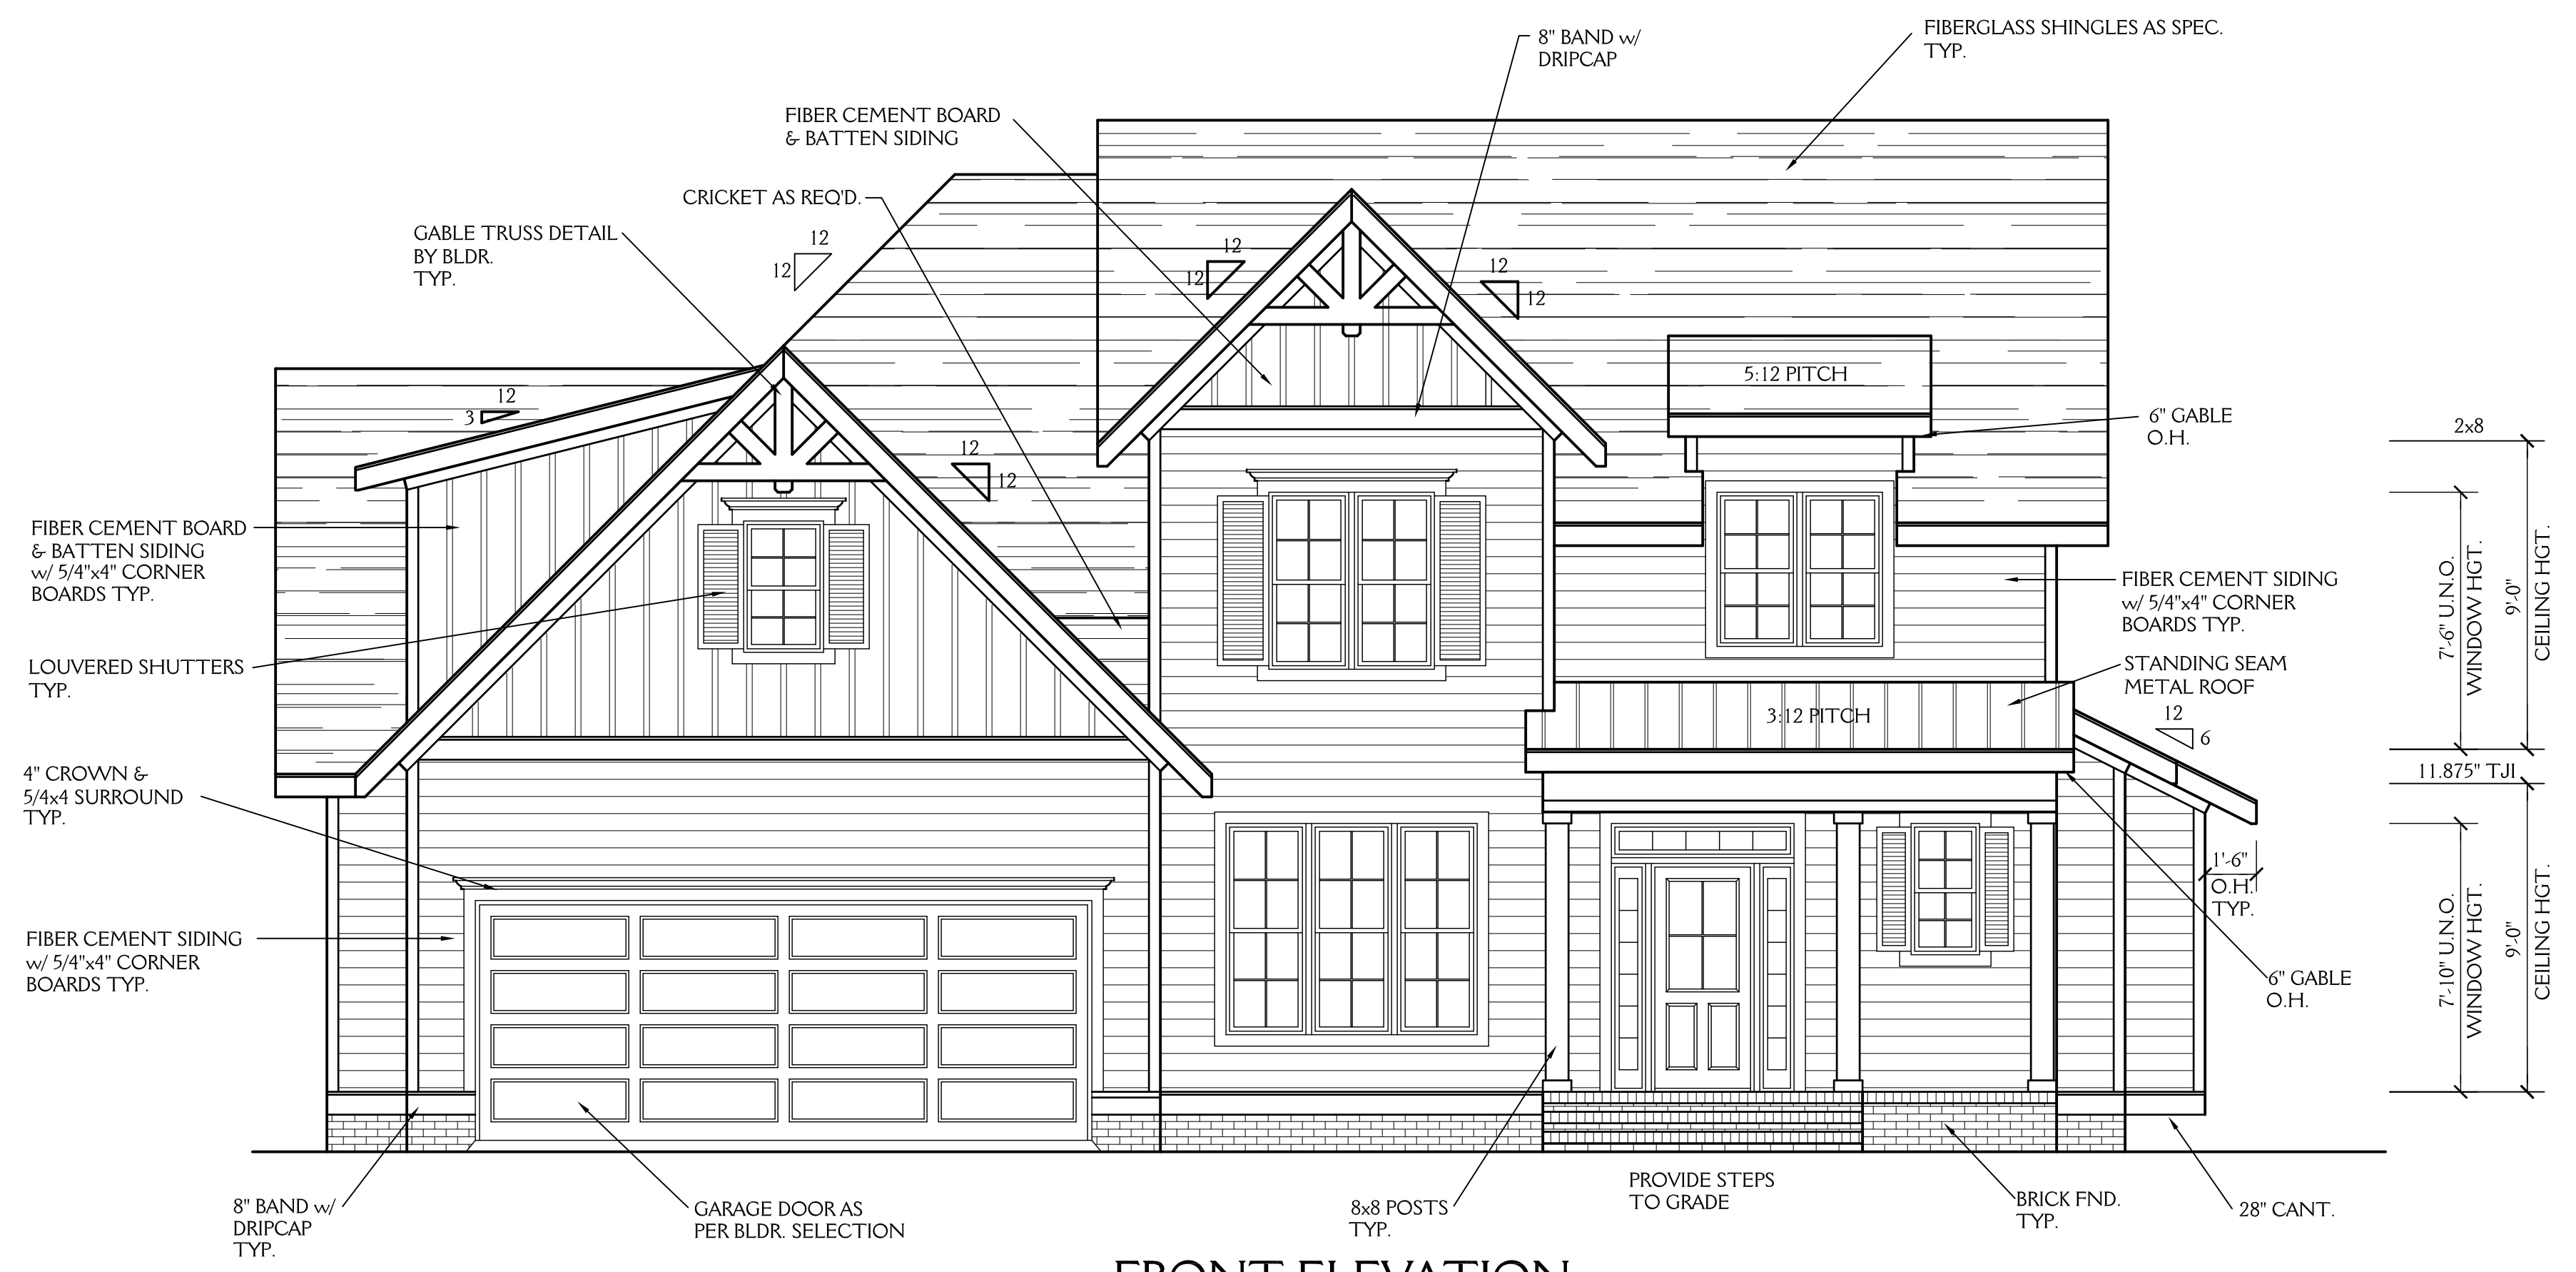 FIBERGLASS SHINGLES AS SPEC.
TYP.
8" BAND w/
DRIPCAP
FIBER CEMENT BOARD
& BATTEN SIDING
CRICKET AS REQ'D.
GABLE TRUSS DETAIL
BY BLDR.
TYP.
12
12
12
12
12
12
12
3
12
12
5:12 PITCH
6" GABLE
O.H.
2x8
FIBER CEMENT BOARD
& BATTEN SIDING
w/ 5/4"x4" CORNER
BOARDS TYP.
LOUVERED SHUTTERS
TYP.
FIBER CEMENT SIDING
w/ 5/4"x4" CORNER
BOARDS TYP.
7'-6" U.N.O.
WINDOW HGT.
9'-0"
CEILING HGT.
STANDING SEAM
METAL ROOF
3:12 PITCH
12
6
11.875" TJI
4" CROWN &
5/4x4 SURROUND
TYP.
1'-6"
O.H.
TYP.
FIBER CEMENT SIDING
w/ 5/4"x4" CORNER
BOARDS TYP.
6" GABLE
O.H.
7'-10" U.N.O.
WINDOW HGT.
9'-0"
CEILING HGT.
8" BAND w/
DRIPCAP
TYP.
GARAGE DOOR AS
PER BLDR. SELECTION
8x8 POSTS
TYP.
PROVIDE STEPS
TO GRADE
BRICK FND.
TYP.
28" CANT.
FRONT ELEVATION